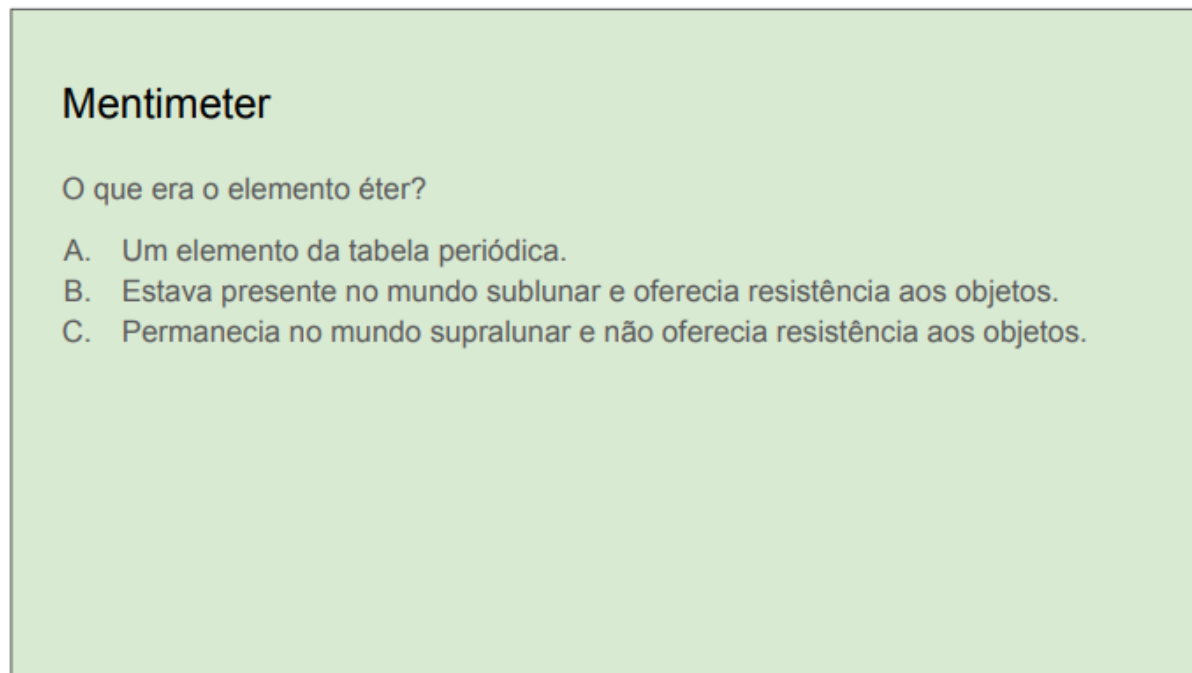 Mentimeter
O que era o elemento éter?
A. Um elemento da tabela periódica.
B. Estava presente no mundo sublunar e oferecia resistência aos objetos.
C. Permanecia no mundo supralunar e não oferecia resistência aos objetos.